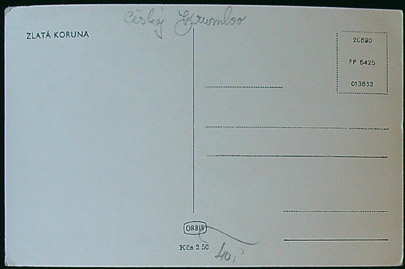 Český Krumlov
ZLATÁ KORUNA
20690
FP 5425
013653
ORBIS
Kčs 2.50
40,-